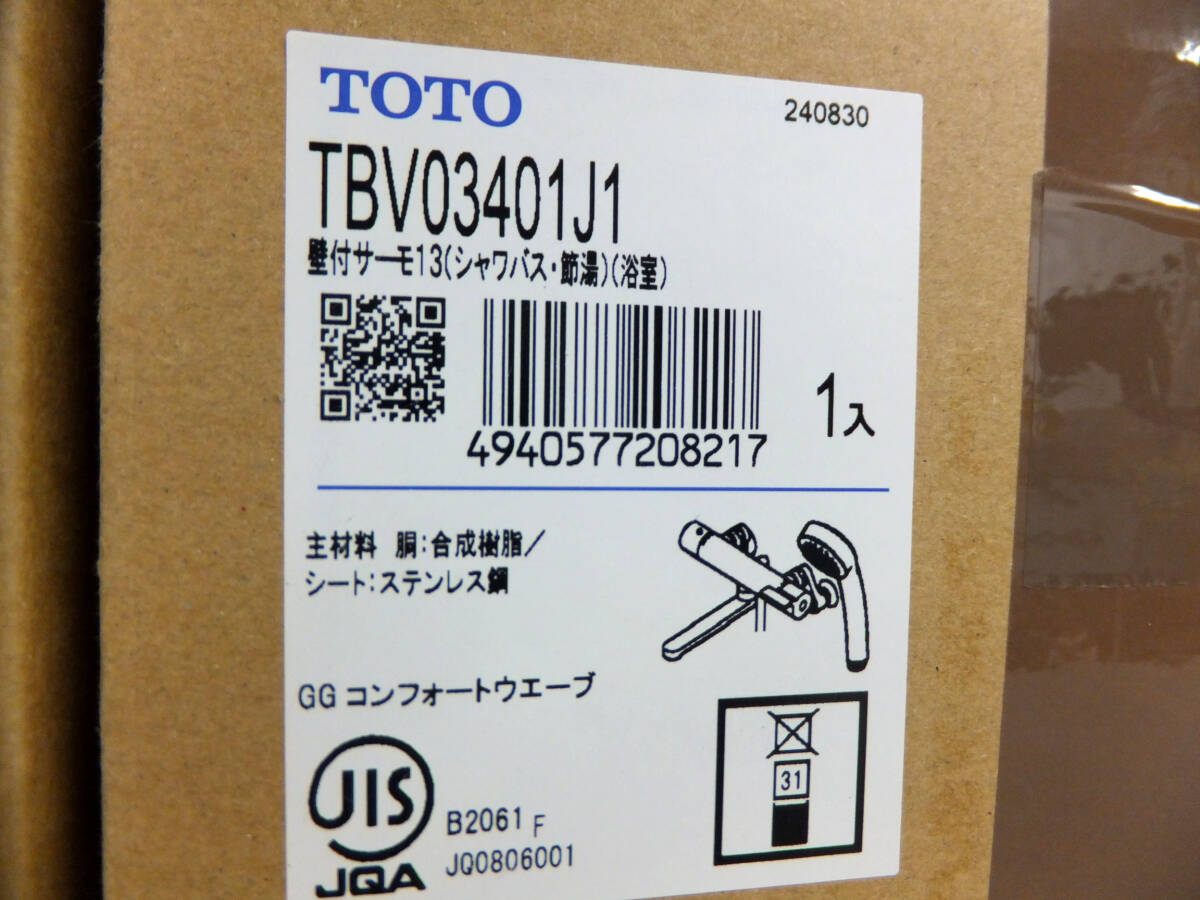 TOTO
240830
TBV03401J1
壁付サーモ13(シャワバス・節湯)(浴室)
4940577208217
1入
主材料 胴:合成樹脂/
シート:ステンレス鋼
GG コンフォートウエーブ
JIS
JQA
B2061 F
JQ0806001
31